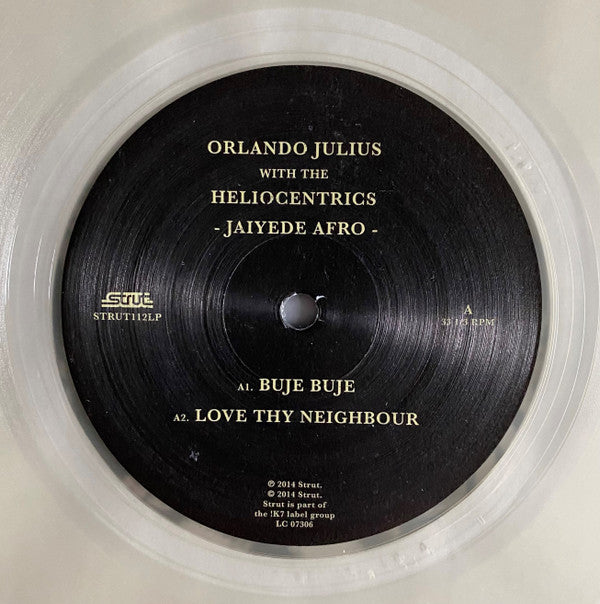 ORLANDO JULIUS
WITH THE
HELIOCENTRICS
- JAIYEDE AFRO -
Strut
STRUT112LP
A
33 1/3 RPM
A1. BUJE BUJE
A2. LOVE THY NEIGHBOUR
℗ 2014 Strut.
© 2014 Strut.
Strut is part of
the !K7 label group
LC 07306